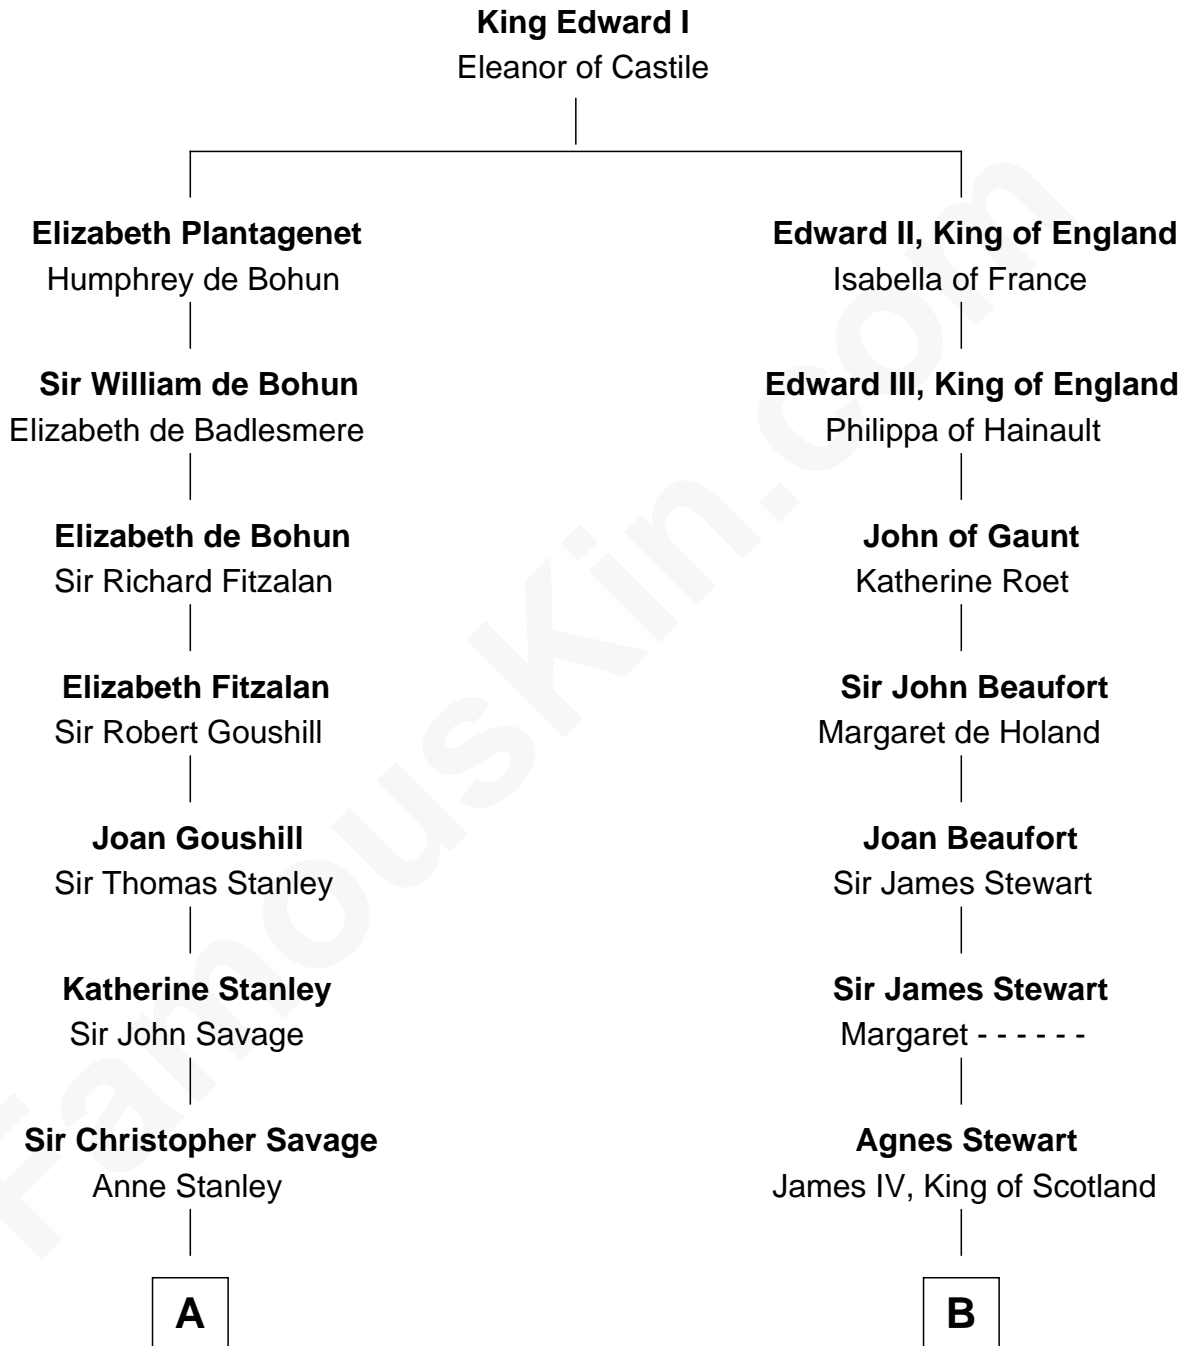 King Edward I
Eleanor of Castile
Elizabeth Plantagenet
Humphrey de Bohun
Edward II, King of England
Isabella of France
Sir William de Bohun
Elizabeth de Badlesmere
Edward III, King of England
Philippa of Hainault
Elizabeth de Bohun
Sir Richard Fitzalan
John of Gaunt
Katherine Roet
Elizabeth Fitzalan
Sir Robert Goushill
Sir John Beaufort
Margaret de Holand
Joan Goushill
Sir Thomas Stanley
Joan Beaufort
Sir James Stewart
Katherine Stanley
Sir John Savage
Sir James Stewart
Margaret - - - - - -
Sir Christopher Savage
Anne Stanley
Agnes Stewart
James IV, King of Scotland
A
B
FamousKin.com